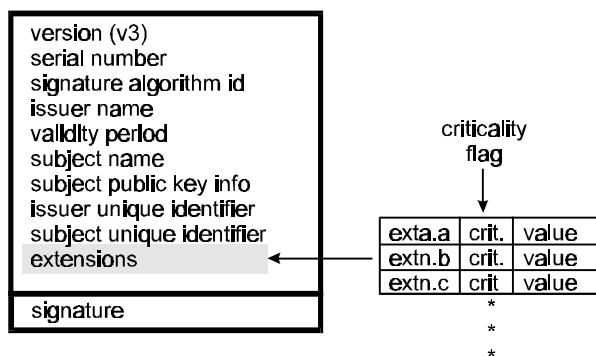 version (v3)
serial number
signature algorithm id
issuer name
validity period
subject name
subject public key info
issuer unique identifier
subject unique identifier
extensions
signature
criticality
flag
exta.a crit. value
extn.b crit. value
extn.c crit value
*
*
*